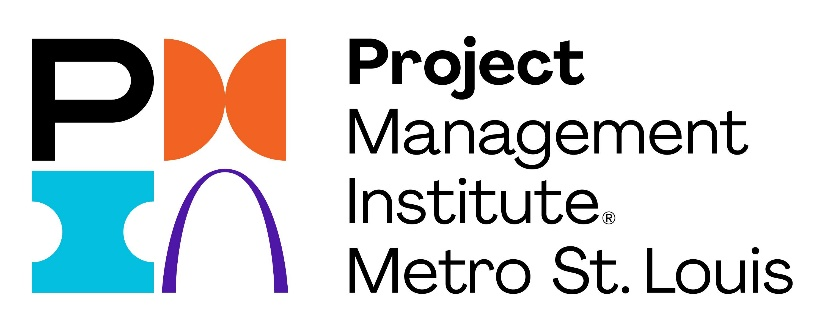 P
Project
Management
Institute®
Metro St. Louis